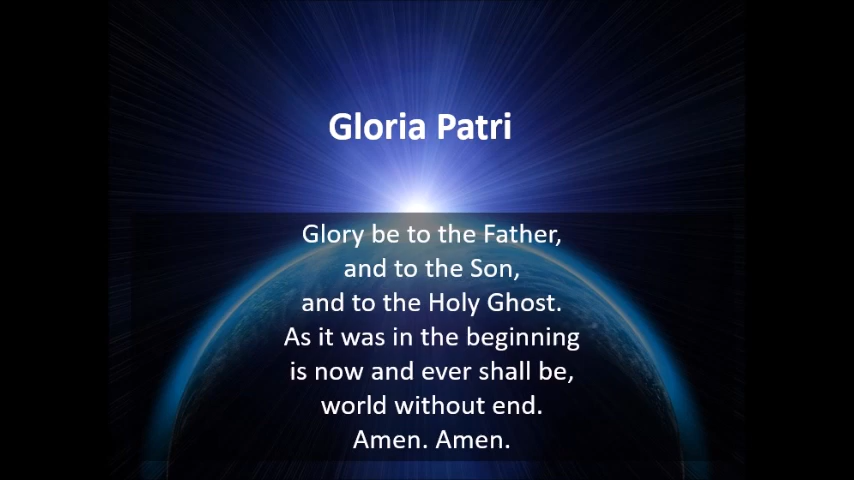 Gloria Patri
Glory be to the Father,
and to the Son,
and to the Holy Ghost.
As it was in the beginning
is now and ever shall be,
world without end.
Amen. Amen.